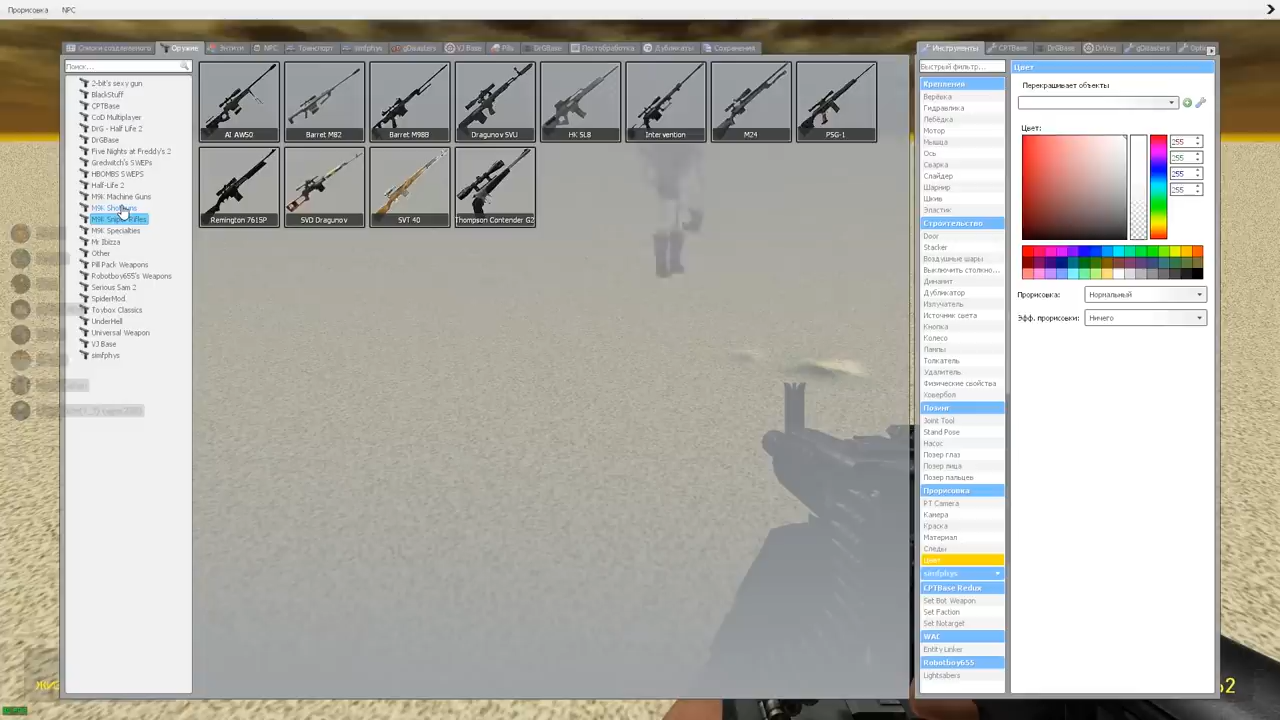 Прорисовка NPC
Оружие Энтити NPC Транспорт gDisasters VJ Base Pills DrGBase Постобработка Дубликаты Сохранения
Инструменты CPTBase DrGBase DrVrej gDisasters
Поиск...
2-bit's sexy gun
BlackStuff
CPTBase
CoD Multiplayer
DrG - Half Life 2
DrGBase
Five Nights at Freddy's 2
Gredwitch's SWEPs
HBOMBS SWEPS
Half-Life 2
M9K Machine Guns
M9K Shotguns
M9K Sniper Rifles
M9K Specialties
Mr Ibizza
Other
Pill Pack Weapons
Robotboy655's Weapons
Serious Sam 2
SpiderMod
Toybox Classics
UnderHell
Universal Weapon
VJ Base
simfphys
AI AW50
Barret M82
Barret M98B
Dragunov SVU
HK SL8
Intervention
M24
PSG-1
Remington 7615P
SVD Dragunov
SVT 40
Thompson Contender G2
Быстрый фильтр...
Крепления
Верёвка
Гидравлика
Лебёдка
Мотор
Мышца
Ось
Сварка
Слайдер
Шарнир
Шкив
Эластик
Строительство
Door
Stacker
Воздушные шары
Выключить столкно...
Динамит
Дубликатор
Излучатель
Источник света
Кнопка
Колесо
Лампы
Толкатель
Удалитель
Физические свойства
Ховербол
Позинг
Joint Tool
Stand Pose
Насос
Позер глаз
Позер лица
Позер пальцев
Прорисовка
RT Camera
Камера
Краска
Материал
Следы
Цвет
simfphys
CPTBase Redux
Set Bot Weapon
Set Faction
Set Notarget
WAC
Entity Linker
Robotboy655
Lightsabers
Цвет
Перекрашивает объекты
Цвет:
255
255
255
255
Прорисовка: Нормальный
Эфф. прорисовки: Ничего